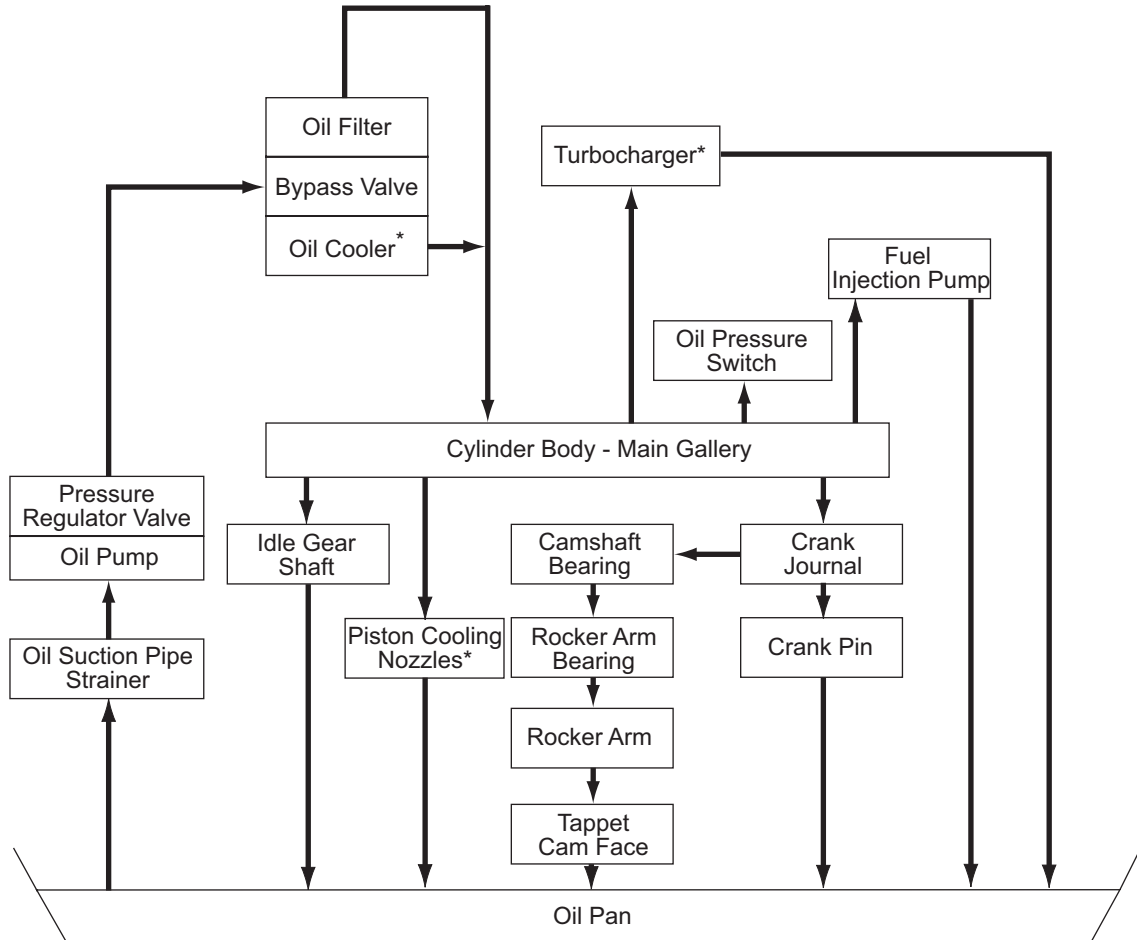 Oil Filter
Bypass Valve
Oil Cooler*
Turbocharger*
Fuel
Injection Pump
Oil Pressure
Switch
Cylinder Body - Main Gallery
Pressure
Regulator Valve
Oil Pump
Idle Gear
Shaft
Camshaft
Bearing
Crank
Journal
Oil Suction Pipe
Strainer
Piston Cooling
Nozzles*
Rocker Arm
Bearing
Crank Pin
Rocker Arm
Tappet
Cam Face
Oil Pan